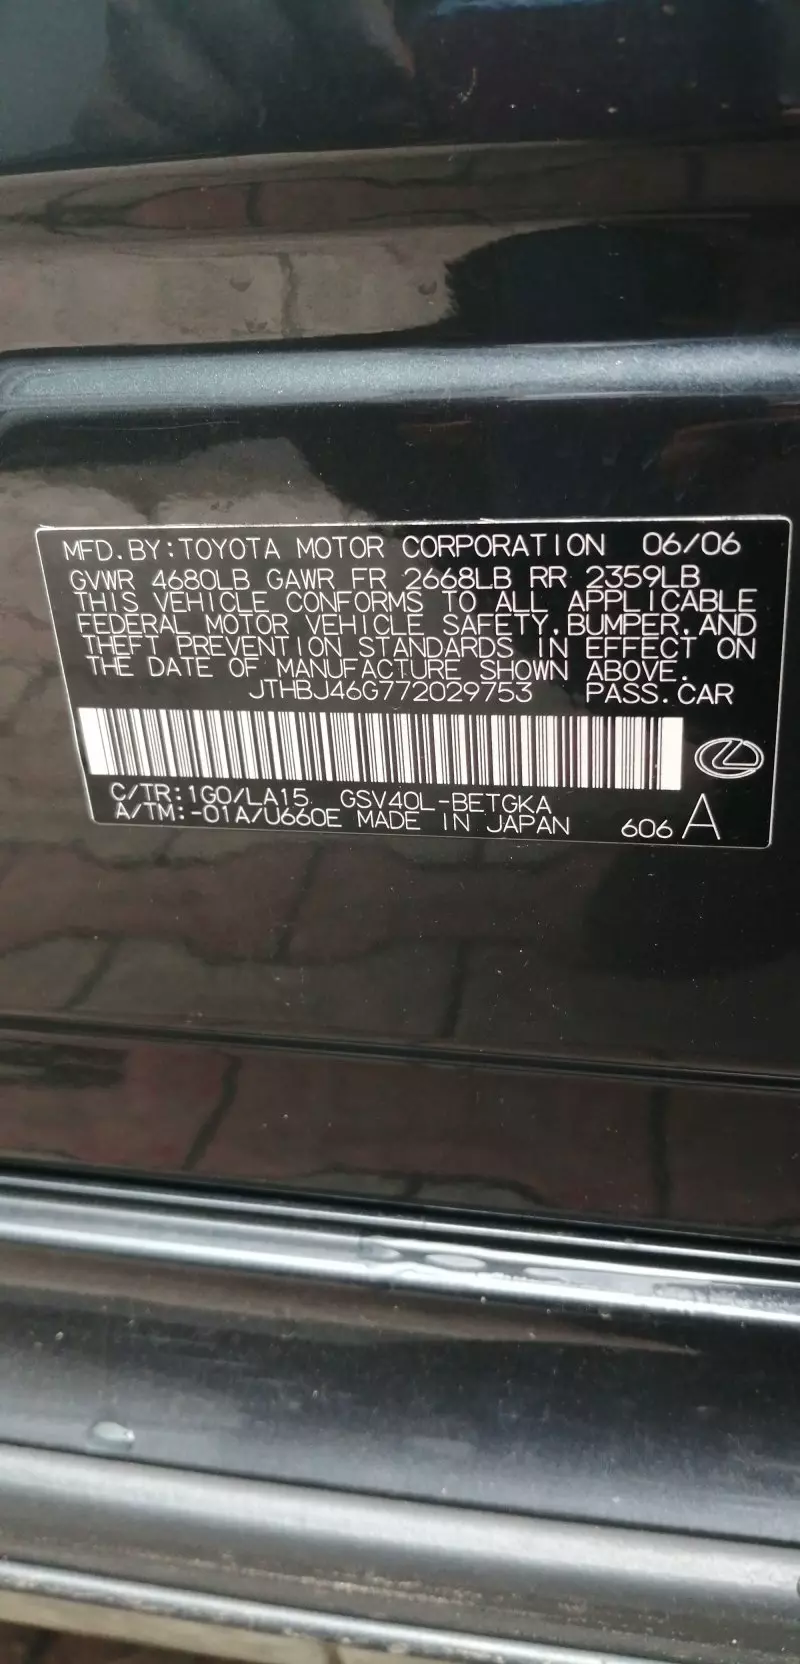 MFD.BY:TOYOTA MOTOR CORPORATION 06/06
GVWR 4680LB GAWR FR 2668LB RR 2359LB
THIS VEHICLE CONFORMS TO ALL APPLICABLE
FEDERAL MOTOR VEHICLE SAFETY,BUMPER,AND
THEFT PREVENTION STANDARDS IN EFFECT ON
THE DATE OF MANUFACTURE SHOWN ABOVE.
JTHBJ46G772029753 PASS.CAR
C/TR:1G0/LA15 GSV40L-BETGKA
A/TM:-01A/U660E MADE IN JAPAN 606 A